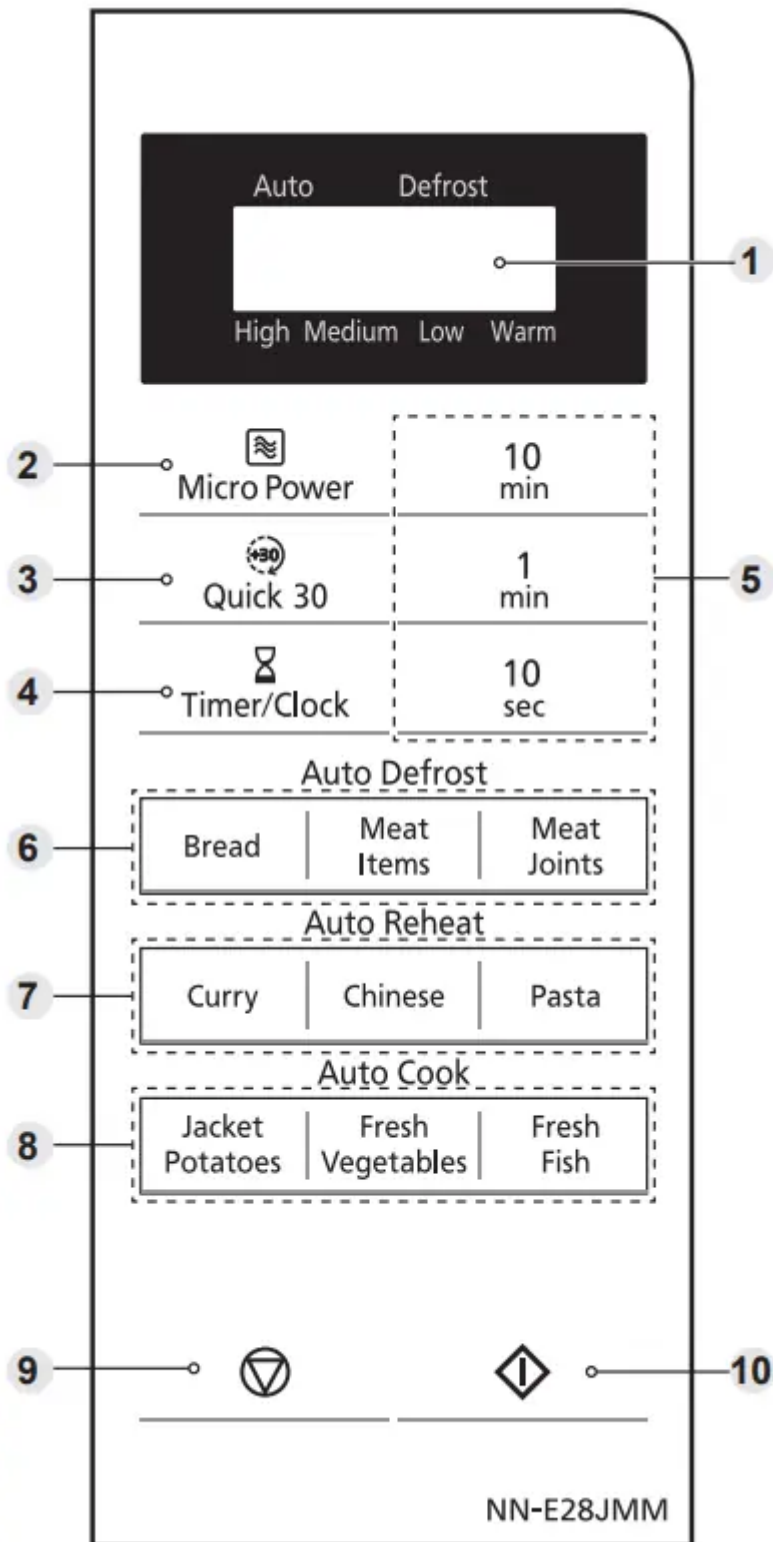 Auto Defrost
1
High Medium Low Warm
2
Micro Power
10
min
3
+30
Quick 30
1
min
5
4
Timer/Clock
10
sec
Auto Defrost
6
Bread
Meat
Items
Meat
Joints
Auto Reheat
7
Curry
Chinese
Pasta
Auto Cook
8
Jacket
Potatoes
Fresh
Vegetables
Fresh
Fish
9
10
NN-E28JMM